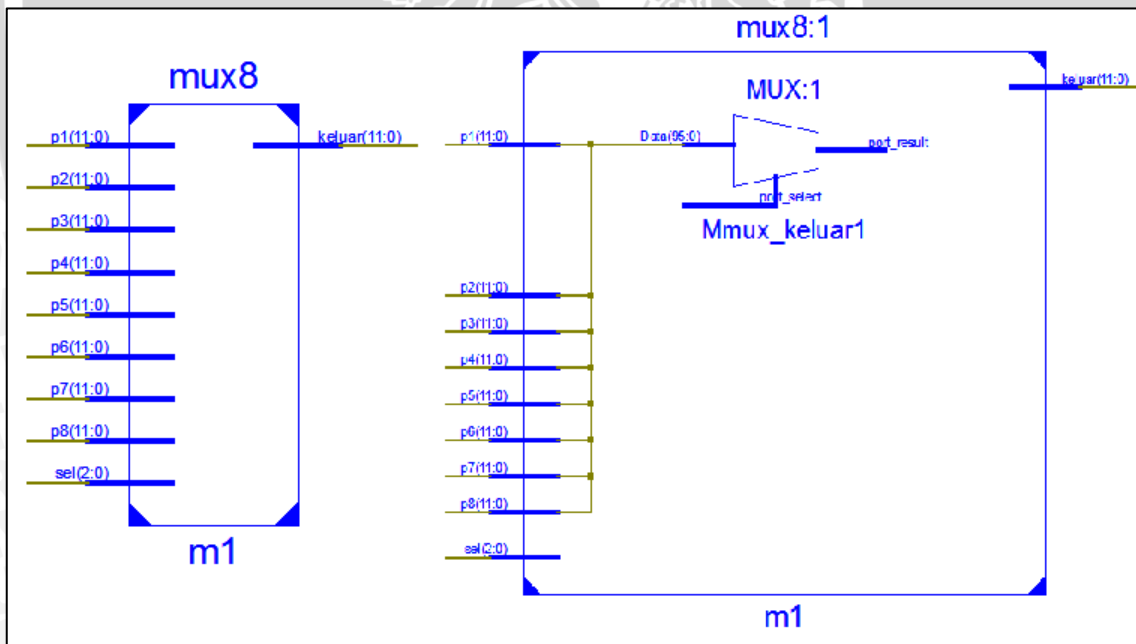 mux8
p1(11:0)
keluar(11:0)
p2(11:0)
p3(11:0)
p4(11:0)
p5(11:0)
p6(11:0)
p7(11:0)
p8(11:0)
sel(2:0)
m1
mux8:1
keluar(11:0)
MUX:1
p1(11:0)
Data(95:0)
port_result
port_select
Mmux_keluar1
p2(11:0)
p3(11:0)
p4(11:0)
p5(11:0)
p6(11:0)
p7(11:0)
p8(11:0)
sel(2:0)
m1